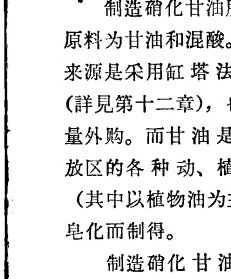 制造硝化甘油
原料为甘油和混酸。
来源是采用缸塔法
(詳見第十二章)，
量外购。而甘油是
放区的各种动、植
(其中以植物油为
皂化而制得。
制造硝化甘油